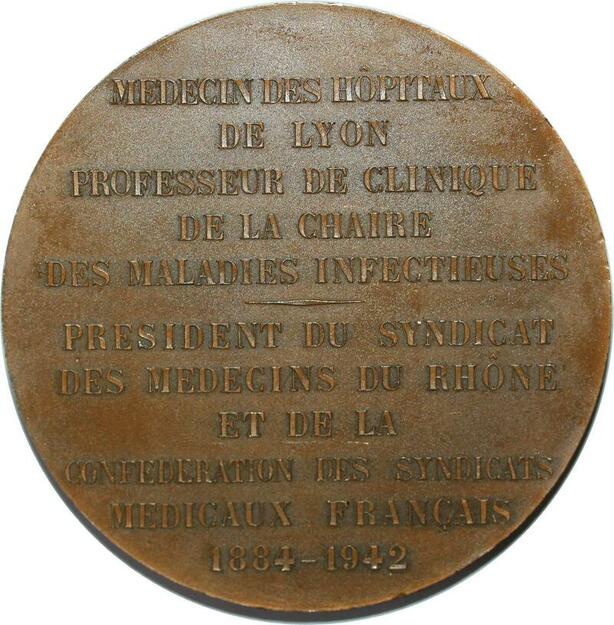 MEDECIN DES HÔPITAUX
DE LYON
PROFESSEUR DE CLINIQUE
DE LA CHAIRE
DES MALADIES INFECTIEUSES
PRESIDENT DU SYNDICAT
DES MEDECINS DU RHÔNE
ET DE LA
CONFEDERATION DES SYNDICATS
MEDICAUX FRANÇAIS
1884-1942